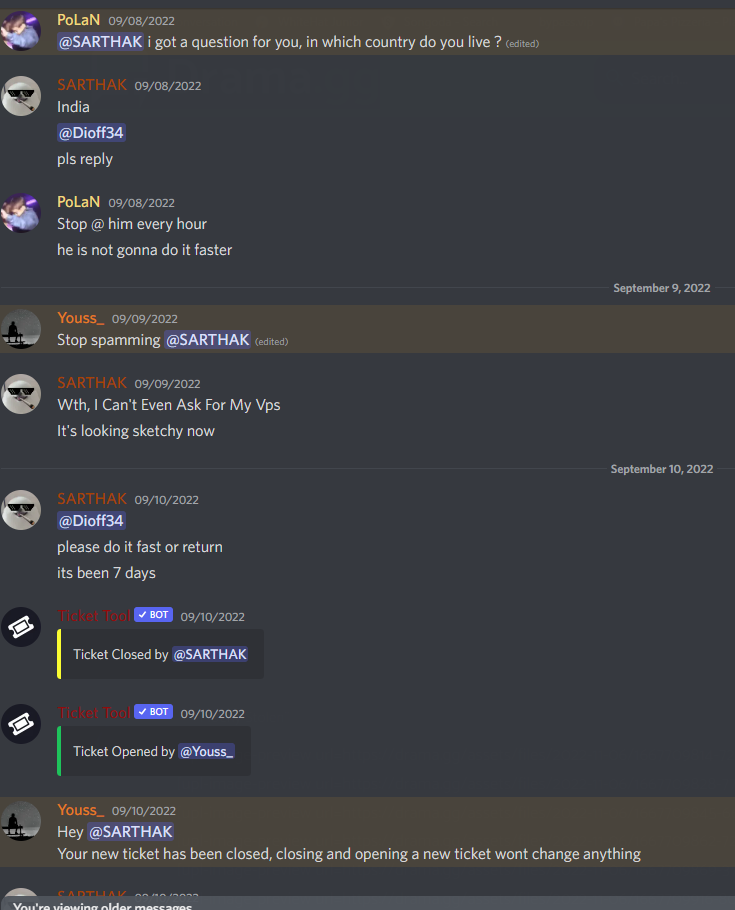 PoLaN 09/08/2022
@SARTHAK i got a question for you, in which country do you live ? (edited)
SARTHAK 09/08/2022
India
@Dioff34
pls reply
PoLaN 09/08/2022
Stop @ him every hour
he is not gonna do it faster
September 9, 2022
Youss_ 09/09/2022
Stop spamming @SARTHAK (edited)
SARTHAK 09/09/2022
Wth, I Can't Even Ask For My Vps
It's looking sketchy now
September 10, 2022
SARTHAK 09/10/2022
@Dioff34
please do it fast or return
its been 7 days
Ticket Tool ✓ BOT 09/10/2022
Ticket Closed by @SARTHAK
Ticket Tool ✓ BOT 09/10/2022
Ticket Opened by @Youss_
Youss_ 09/10/2022
Hey @SARTHAK
Your new ticket has been closed, closing and opening a new ticket wont change anything
SARTHAK 09/10/2022
You're viewing older messages